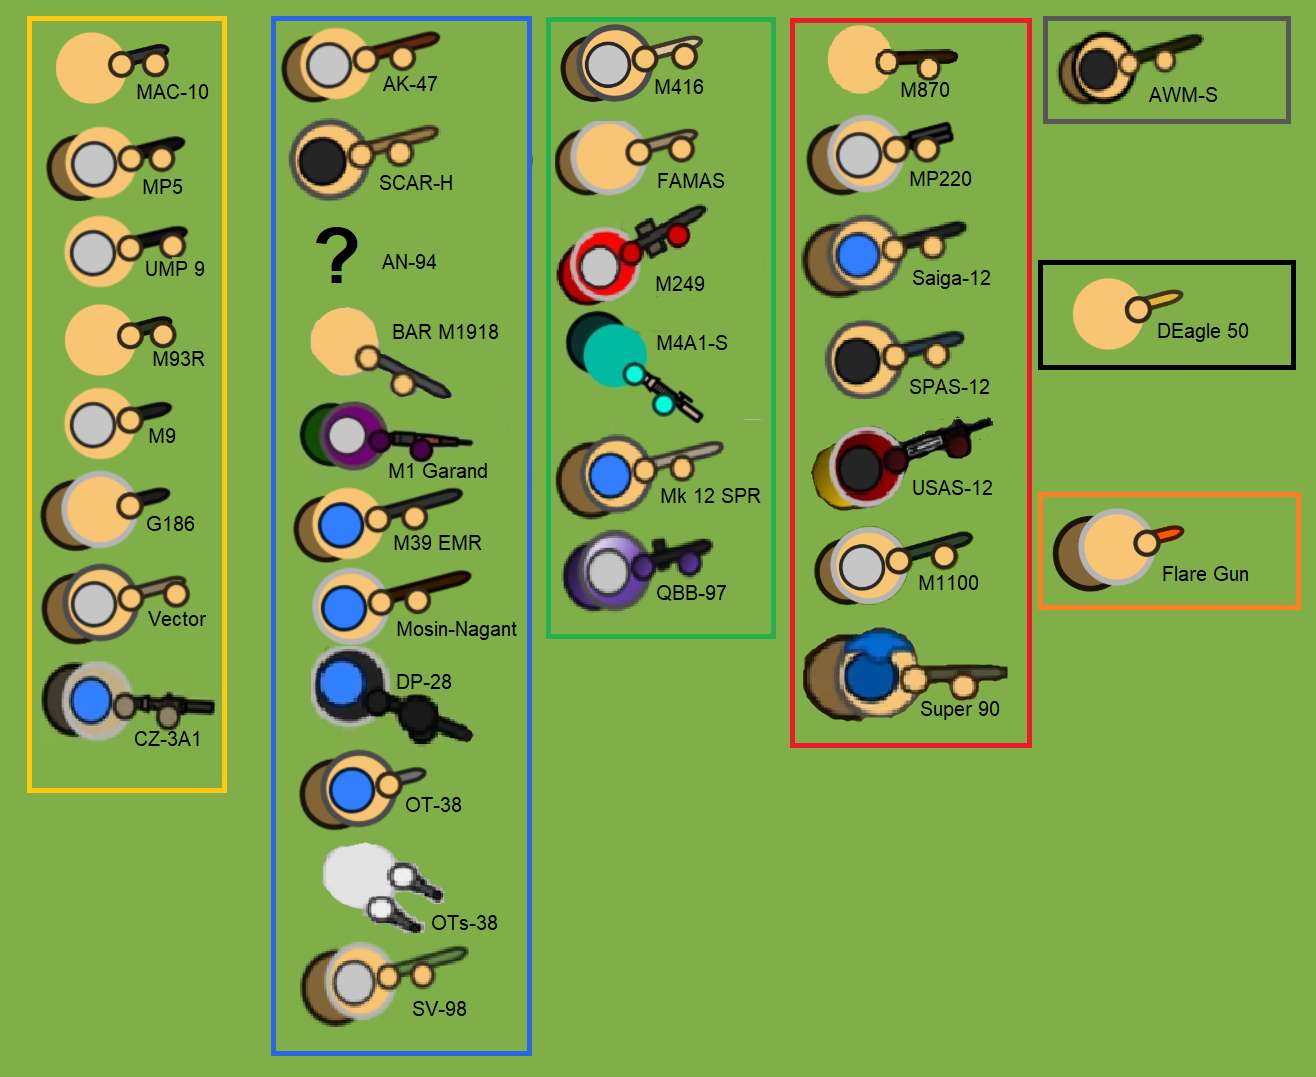 MAC-10
MP5
UMP 9
M93R
M9
G186
Vector
CZ-3A1
AK-47
SCAR-H
?
AN-94
BAR M1918
M1 Garand
M39 EMR
Mosin-Nagant
DP-28
OT-38
OTs-38
SV-98
M416
FAMAS
M249
M4A1-S
Mk 12 SPR
QBB-97
M870
MP220
Saiga-12
SPAS-12
USAS-12
M1100
Super 90
AWM-S
DEagle 50
Flare Gun